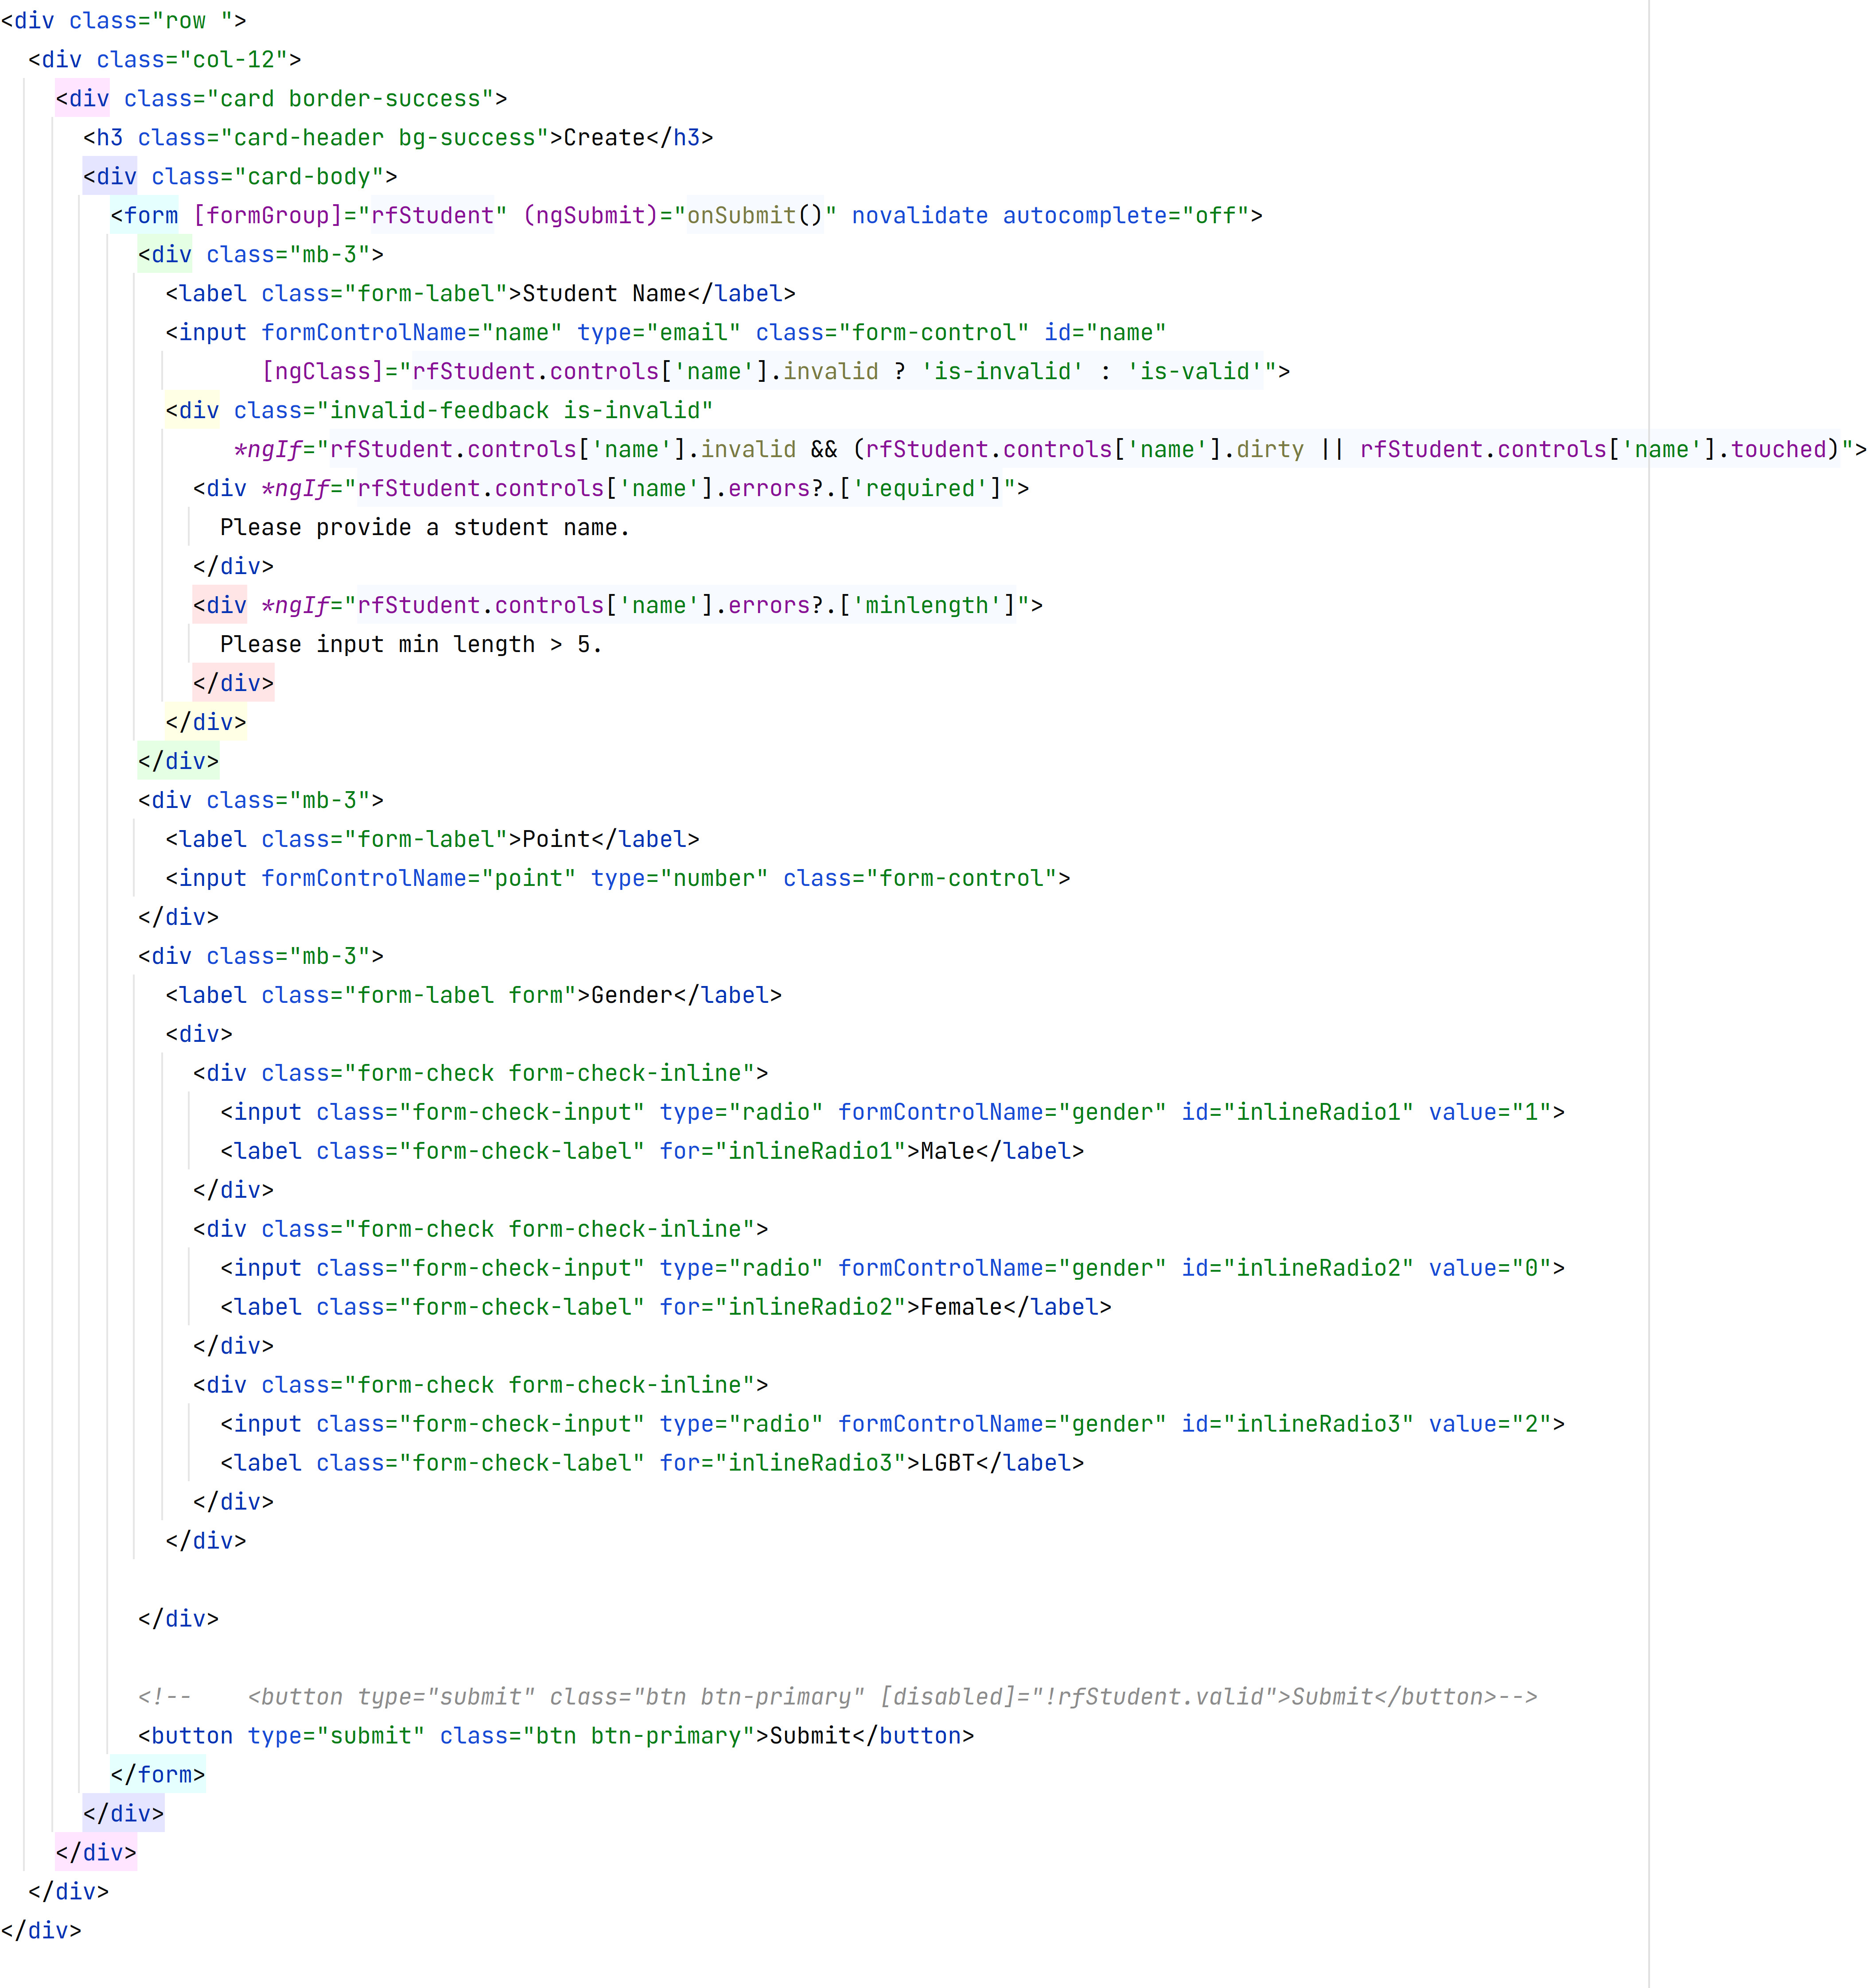 <div class="row ">
  <div class="col-12">
    <div class="card border-success">
      <h3 class="card-header bg-success">Create</h3>
      <div class="card-body">
        <form [formGroup]="rfStudent" (ngSubmit)="onSubmit()" novalidate autocomplete="off">
          <div class="mb-3">
            <label class="form-label">Student Name</label>
            <input formControlName="name" type="email" class="form-control" id="name"
                   [ngClass]="rfStudent.controls['name'].invalid ? 'is-invalid' : 'is-valid'">
            <div class="invalid-feedback is-invalid"
                 *ngIf="rfStudent.controls['name'].invalid && (rfStudent.controls['name'].dirty || rfStudent.controls['name'].touched)">
              <div *ngIf="rfStudent.controls['name'].errors?.['required']">
                Please provide a student name.
              </div>
              <div *ngIf="rfStudent.controls['name'].errors?.['minlength']">
                Please input min length > 5.
              </div>
            </div>
          </div>
          <div class="mb-3">
            <label class="form-label">Point</label>
            <input formControlName="point" type="number" class="form-control">
          </div>
          <div class="mb-3">
            <label class="form-label form">Gender</label>
            <div>
              <div class="form-check form-check-inline">
                <input class="form-check-input" type="radio" formControlName="gender" id="inlineRadio1" value="1">
                <label class="form-check-label" for="inlineRadio1">Male</label>
              </div>
              <div class="form-check form-check-inline">
                <input class="form-check-input" type="radio" formControlName="gender" id="inlineRadio2" value="0">
                <label class="form-check-label" for="inlineRadio2">Female</label>
              </div>
              <div class="form-check form-check-inline">
                <input class="form-check-input" type="radio" formControlName="gender" id="inlineRadio3" value="2">
                <label class="form-check-label" for="inlineRadio3">LGBT</label>
              </div>
            </div>

          </div>

          <!--    <button type="submit" class="btn btn-primary" [disabled]="!rfStudent.valid">Submit</button>-->
          <button type="submit" class="btn btn-primary">Submit</button>
        </form>
      </div>
    </div>
  </div>
</div>